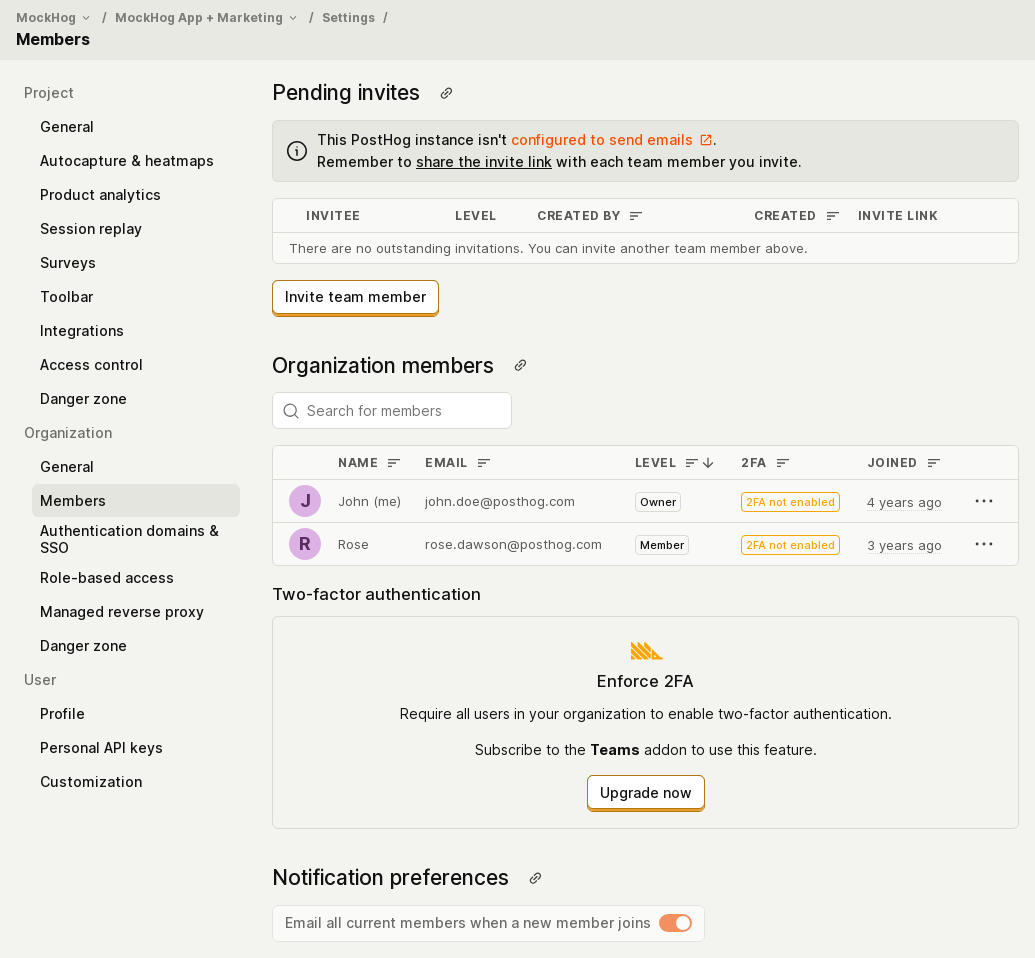 MockHog / MockHog App + Marketing / Settings /
Members
Project
General
Autocapture & heatmaps
Product analytics
Session replay
Surveys
Toolbar
Integrations
Access control
Danger zone
Organization
General
Members
Authentication domains &
SSO
Role-based access
Managed reverse proxy
Danger zone
User
Profile
Personal API keys
Customization
Pending invites
This PostHog instance isn't configured to send emails.
Remember to share the invite link with each team member you invite.
INVITEE LEVEL CREATED BY CREATED INVITE LINK
There are no outstanding invitations. You can invite another team member above.
Invite team member
Organization members
Search for members
NAME EMAIL LEVEL 2FA JOINED
J John (me) john.doe@posthog.com Owner 2FA not enabled 4 years ago
R Rose rose.dawson@posthog.com Member 2FA not enabled 3 years ago
Two-factor authentication
Enforce 2FA
Require all users in your organization to enable two-factor authentication.
Subscribe to the Teams addon to use this feature.
Upgrade now
Notification preferences
Email all current members when a new member joins